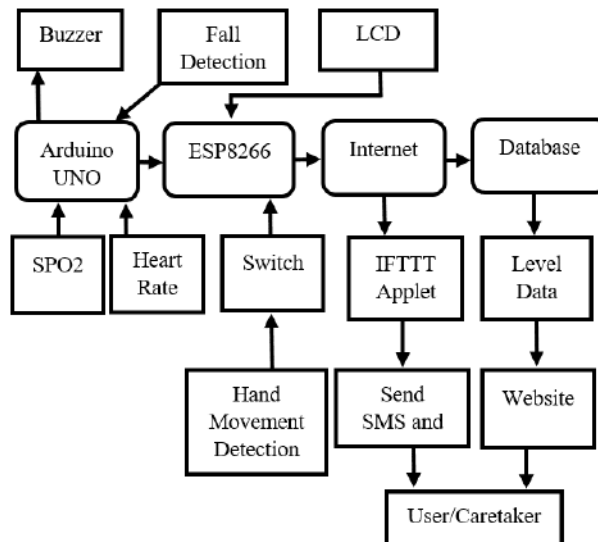 Buzzer
Fall
Detection
LCD
Arduino
UNO
ESP8266
Internet
Database
SPO2
Heart
Rate
Switch
IFTTT
Applet
Level
Data
Hand
Movement
Detection
Send
SMS and
Website
User/Caretaker